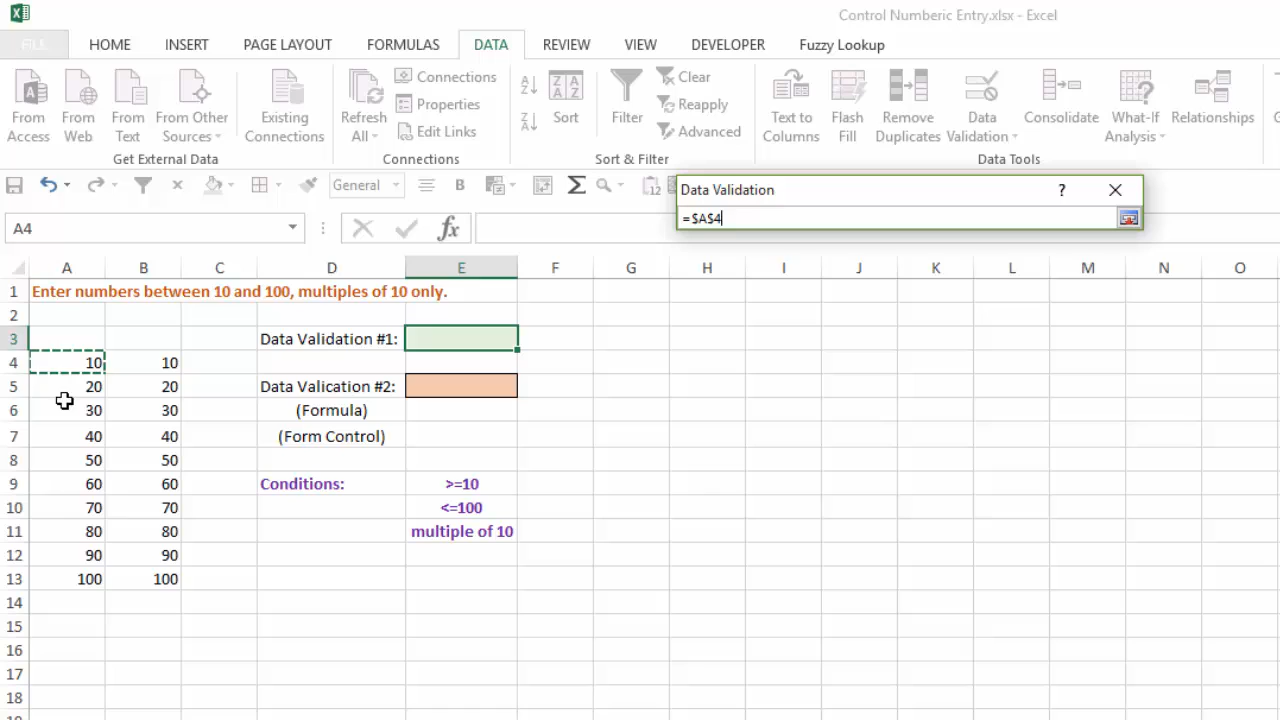 Control Numberic Entry.xlsx - Excel
FILE HOME INSERT PAGE LAYOUT FORMULAS DATA REVIEW VIEW DEVELOPER Fuzzy Lookup
From Access
From Web
From Text
From Other Sources
Existing Connections
Get External Data
Refresh All
Connections
Properties
Edit Links
Connections
Sort
Filter
Clear
Reapply
Advanced
Sort & Filter
Text to Columns
Flash Fill
Remove Duplicates
Data Validation
Consolidate
What-If Analysis
Relationships
Data Tools
General
B
12
Data Validation ? ×
=$A$4
A4
fx
A B C D E F G H I J K L M N O
1 Enter numbers between 10 and 100, multiples of 10 only.
2
3 Data Validation #1:
4 10 10
5 20 20 Data Valication #2:
6 30 30 (Formula)
7 40 40 (Form Control)
8 50 50
9 60 60 Conditions: >=10
10 70 70 <=100
11 80 80 multiple of 10
12 90 90
13 100 100
14
15
16
17
18